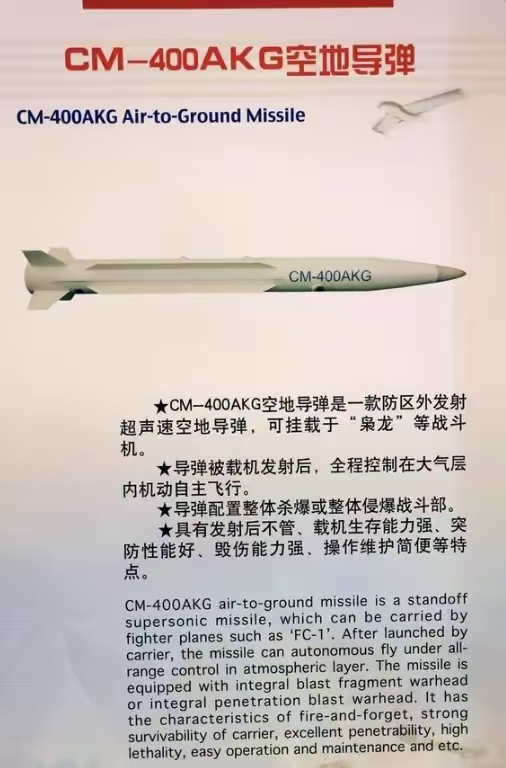 CM-400AKG空地导弹
CM-400AKG Air-to-Ground Missile
CM-400AKG
★CM-400AKG空地导弹是一款防区外发射
超声速空地导弹，可挂载于“枭龙”等战斗
机。
★导弹被载机发射后，全程控制在大气层
内机动自主飞行。
★导弹配置整体杀爆或整体侵爆战斗部。
★具有发射后不管、载机生存能力强、突
防性能好、毁伤能力强、操作维护简便等特
点。
CM-400AKG air-to-ground missile is a standoff
supersonic missile, which can be carried by
fighter planes such as ‘FC-1’. After launched by
carrier, the missile can autonomous fly under all-
range control in atmospheric layer. The missile is
equipped with integral blast fragment warhead
or integral penetration blast warhead. It has
the characteristics of fire-and-forget, strong
survivability of carrier, excellent penetrability, high
lethality, easy operation and maintenance and etc.